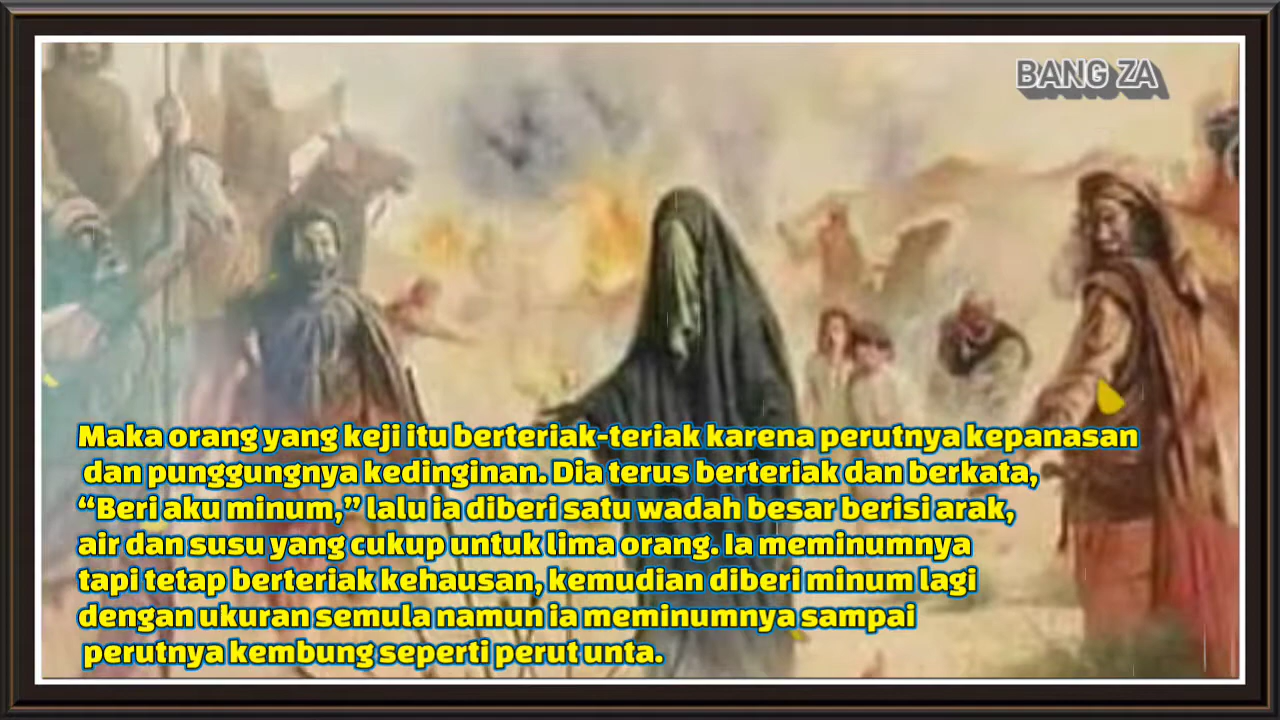 BANG ZA
Maka orang yang keji itu berteriak-teriak karena perutnya kepanasan
dan punggungnya kedinginan. Dia terus berteriak dan berkata,
“Beri aku minum,” lalu ia diberi satu wadah besar berisi arak,
air dan susu yang cukup untuk lima orang. Ia meminumnya
tapi tetap berteriak kehausan, kemudian diberi minum lagi
dengan ukuran semula namun ia meminumnya sampai
perutnya kembung seperti perut unta.